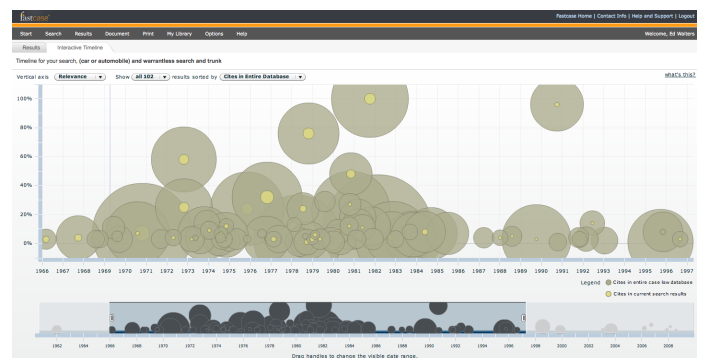 fastcase
Fastcase Home | Contact Info | Help and Support | Logout
Start Search Results Document Print My Library Options Help
Welcome, Ed Walters
Results Interactive Timeline
Timeline for your search, (car or automobile) and warrantless search and trunk
Vertical axis Relevance Show all 102 results sorted by Cites in Entire Database what's this?
100%
80%
60%
40%
20%
0%
1966 1967 1968 1969 1970 1971 1972 1973 1974 1975 1976 1977 1978 1979 1981 1982 1983 1984 1985 1986 1987 1988 1989 1990 1991 1992 1993 1994 1995 1996 1997
Legend Cites in entire case law database
Cites in current search results
1962 1964 1966 1968 1970 1972 1974 1976 1978 1980 1982 1984 1986 1988 1990 1992 1994 1996 1998 2000 2002 2004 2006 2008
Drag handles to change the visible date range.